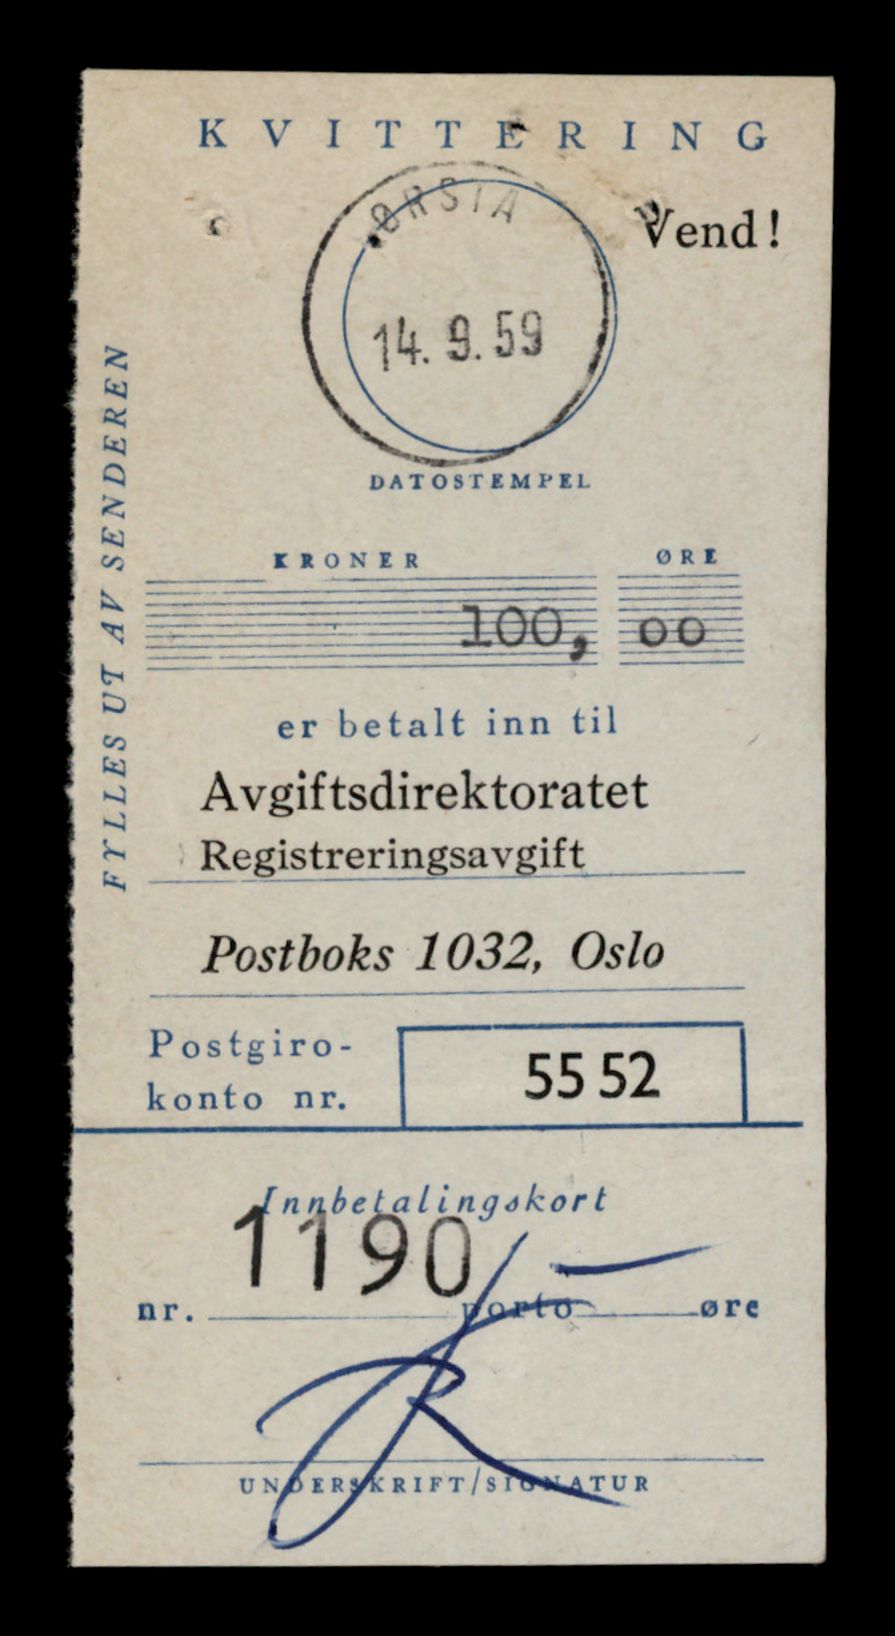 KVITTERING
Vend!
ØRSTA
14. 9. 59
DATOSTEMPEL
FYLLES UT AV SENDEREN
KRONER ØRE
100, 00
er betalt inn til
Avgiftsdirektoratet
Registreringsavgift
Postboks 1032, Oslo
Postgiro-
konto nr.
55 52
Innbetalingskort
1190
nr. porto øre
UNDERSKRIFT/SIGNATUR